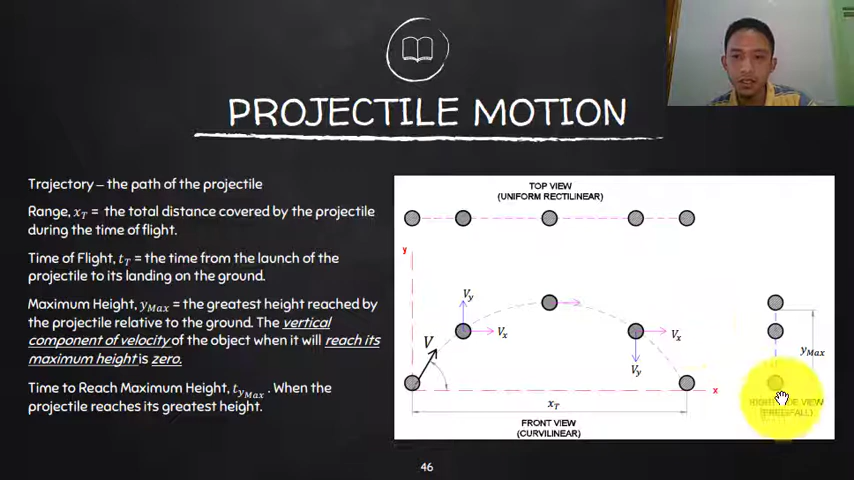 PROJECTILE MOTION
Trajectory – the path of the projectile
Range, x_T = the total distance covered by the projectile
during the time of flight.
Time of Flight, t_T = the time from the launch of the
projectile to its landing on the ground.
Maximum Height, y_Max = the greatest height reached by
the projectile relative to the ground. The vertical
component of velocity of the object when it will reach its
maximum height is zero.
Time to Reach Maximum Height, t_yMax. When the
projectile reaches its greatest height.
TOP VIEW
(UNIFORM RECTILINEAR)
y
V_y
V_x
V
V_x
V_y
y_Max
x
x_T
RIGHT SIDE VIEW
(FREEFALL)
FRONT VIEW
(CURVILINEAR)
46